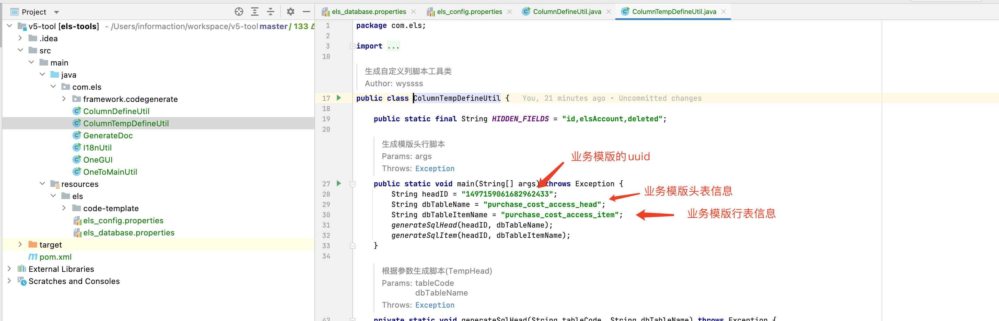 Project
els_database.properties
els_config.properties
ColumnDefineUtil.java
ColumnTempDefineUtil.java
v5-tool [els-tools] - /Users/informaction/workspace/v5-tool master / 133 Δ
.idea
src
main
java
com.els
framework.codegenerate
ColumnDefineUtil
ColumnTempDefineUtil
GenerateDoc
I18nUtil
OneGUI
OneToMainUtil
resources
els
code-template
els_config.properties
els_database.properties
target
pom.xml
External Libraries
Scratches and Consoles
1 package com.els;
2
3 import ...
10
生成自定义列脚本工具类
Author: wyssss
17 public class ColumnTempDefineUtil { You, 21 minutes ago • Uncommitted changes
18
19 public static final String HIDDEN_FIELDS = "id,elsAccount,deleted";
20
生成模版头行脚本
Params: args
Throws: Exception
业务模版的uuid
27 public static void main(String[] args) throws Exception {
28 String headID = "1497159061682962433";
业务模版头表信息
29 String dbTableName = "purchase_cost_access_head";
30 String dbTableItemName = "purchase_cost_access_item";
业务模版行表信息
31 generateSqlHead(headID, dbTableName);
32 generateSqlItem(headID, dbTableItemName);
33 }
34
根据参数生成脚本(TempHead)
Params: tableCode
dbTableName
Throws: Exception
42 private static void generateSqlHead(String tableCode, String dbTableName) throws Exception {